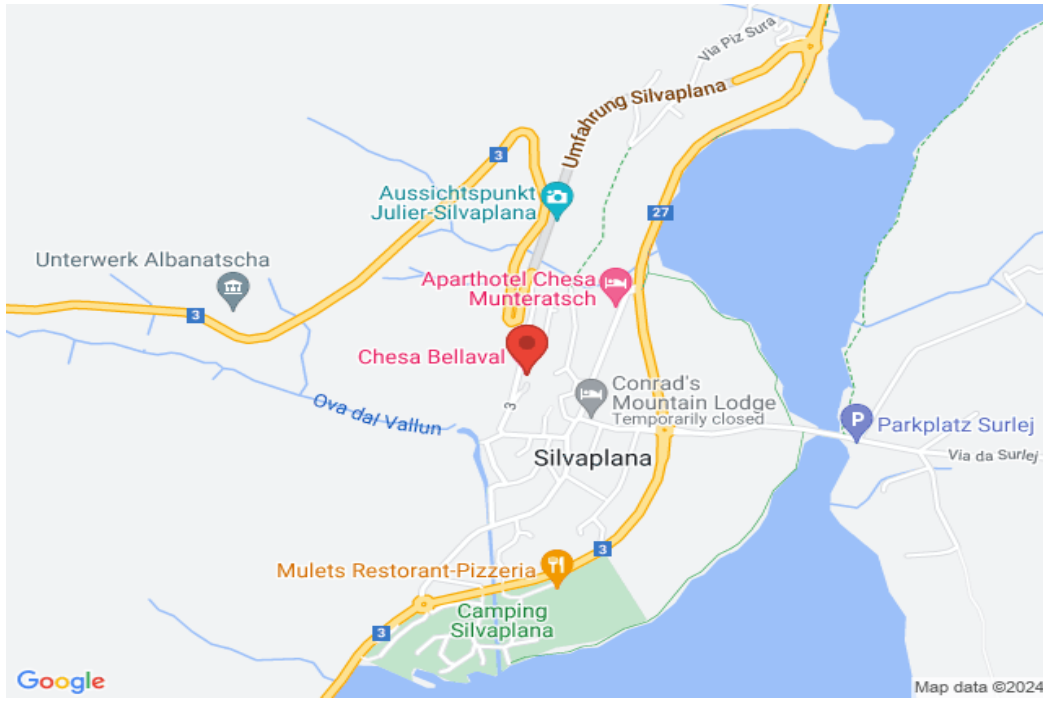 Via Piz Sura
Umfahrung Silvaplana
3
Aussichtspunkt
Julier-Silvaplana
27
Unterwerk Albanatscha
Aparthotel Chesa
Munteratsch
3
Chesa Bellaval
3
Conrad's
Mountain Lodge
Temporarily closed
Ova dal Vallun
P
Parkplatz Surlej
Silvaplana
Via da Surlej
3
Mulets Restorant-Pizzeria
Camping
Silvaplana
3
Google
Map data ©2024